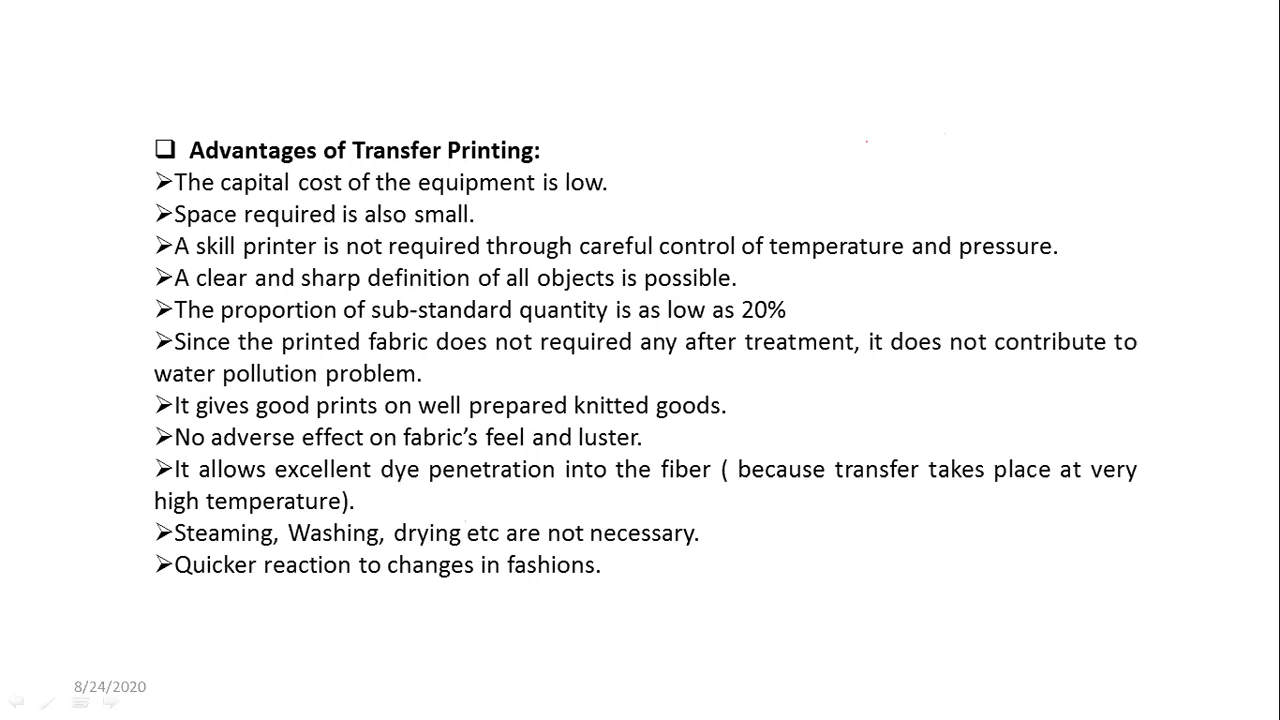 ❑ Advantages of Transfer Printing:
➢The capital cost of the equipment is low.
➢Space required is also small.
➢A skill printer is not required through careful control of temperature and pressure.
➢A clear and sharp definition of all objects is possible.
➢The proportion of sub-standard quantity is as low as 20%
➢Since the printed fabric does not required any after treatment, it does not contribute to
water pollution problem.
➢It gives good prints on well prepared knitted goods.
➢No adverse effect on fabric’s feel and luster.
➢It allows excellent dye penetration into the fiber ( because transfer takes place at very
high temperature).
➢Steaming, Washing, drying etc are not necessary.
➢Quicker reaction to changes in fashions.
8/24/2020